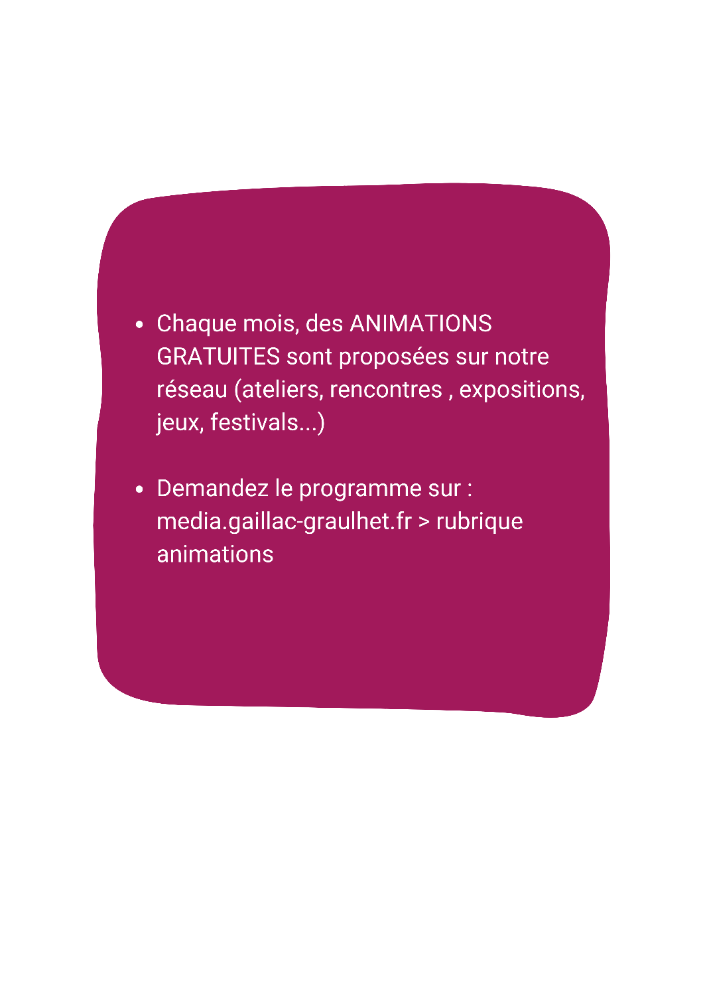 • Chaque mois, des ANIMATIONS
GRATUITES sont proposées sur notre
réseau (ateliers, rencontres , expositions,
jeux, festivals...)
• Demandez le programme sur :
media.gaillac-graulhet.fr > rubrique
animations